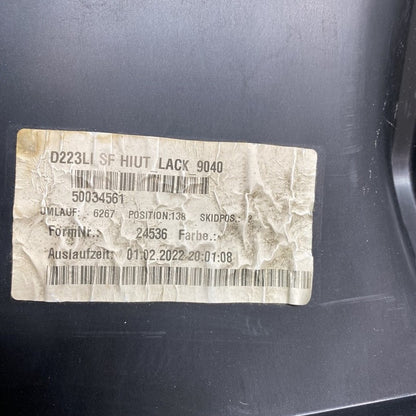 D223LI SF HIUT LACK 9040
50034561
UMLAUF: 6267 POSITION:138 SKIDPOS.: 2
FormNr.: 24536 Farbe.:
Auslaufzeit: 01.02.2022 20:01:08